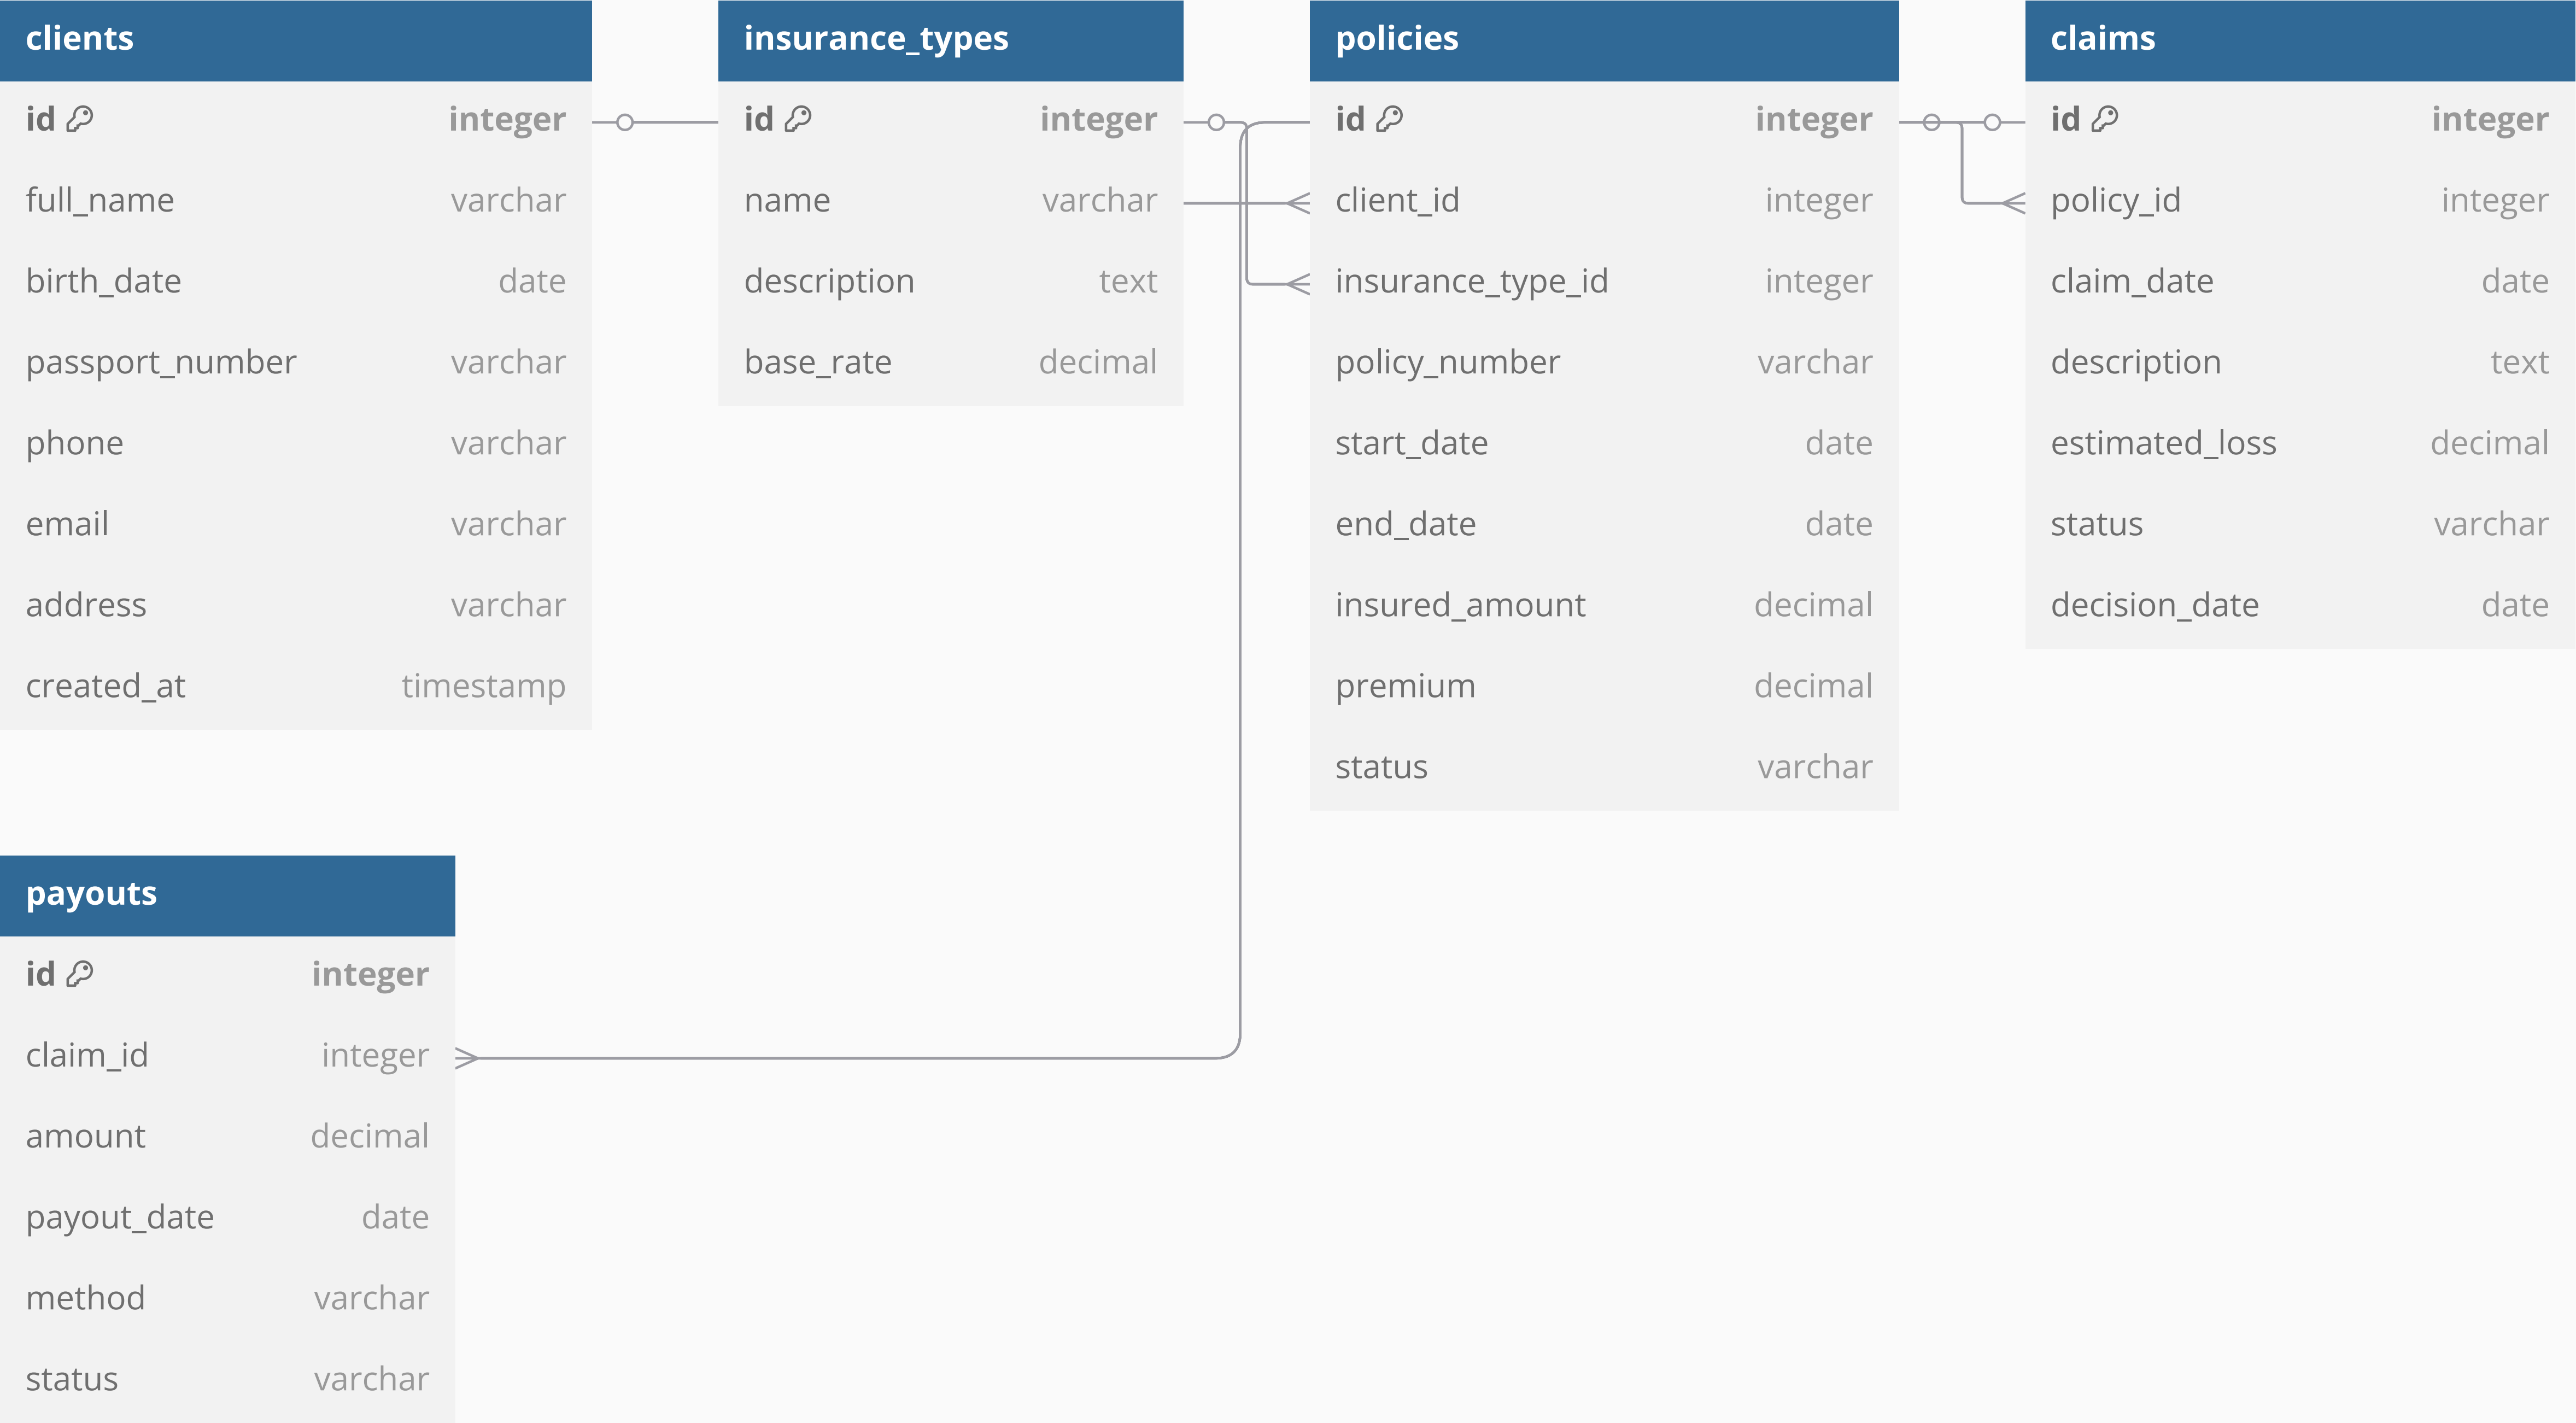 clients
id integer
full_name varchar
birth_date date
passport_number varchar
phone varchar
email varchar
address varchar
created_at timestamp
insurance_types
id integer
name varchar
description text
base_rate decimal
policies
id integer
client_id integer
insurance_type_id integer
policy_number varchar
start_date date
end_date date
insured_amount decimal
premium decimal
status varchar
claims
id integer
policy_id integer
claim_date date
description text
estimated_loss decimal
status varchar
decision_date date
payouts
id integer
claim_id integer
amount decimal
payout_date date
method varchar
status varchar